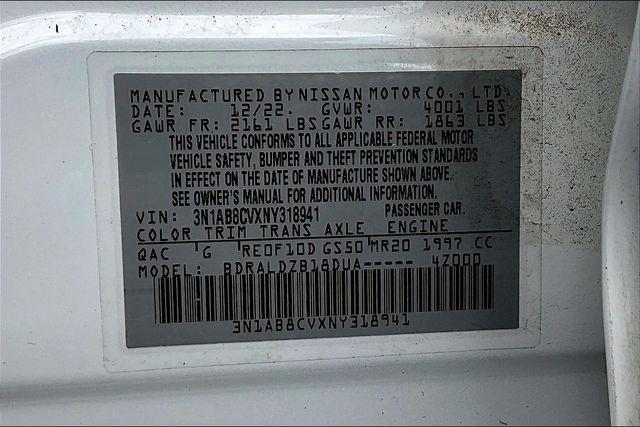 MANUFACTURED BY NISSAN MOTOR CO., LTD.
DATE: 12/22. GVWR: 4001 LBS
GAWR FR: 2161 LBS GAWR RR: 1863 LBS
THIS VEHICLE CONFORMS TO ALL APPLICABLE FEDERAL MOTOR
VEHICLE SAFETY, BUMPER AND THEFT PREVENTION STANDARDS
IN EFFECT ON THE DATE OF MANUFACTURE SHOWN ABOVE.
SEE OWNER'S MANUAL FOR ADDITIONAL INFORMATION.
VIN: 3N1AB8CVXNY318941 PASSENGER CAR.
COLOR TRIM TRANS AXLE ENGINE
QAC G RE0F10D GS50 MR20 1997 CC
MODEL: BDRALDZB18DUA----- 4Z000
3N1AB8CVXNY318941